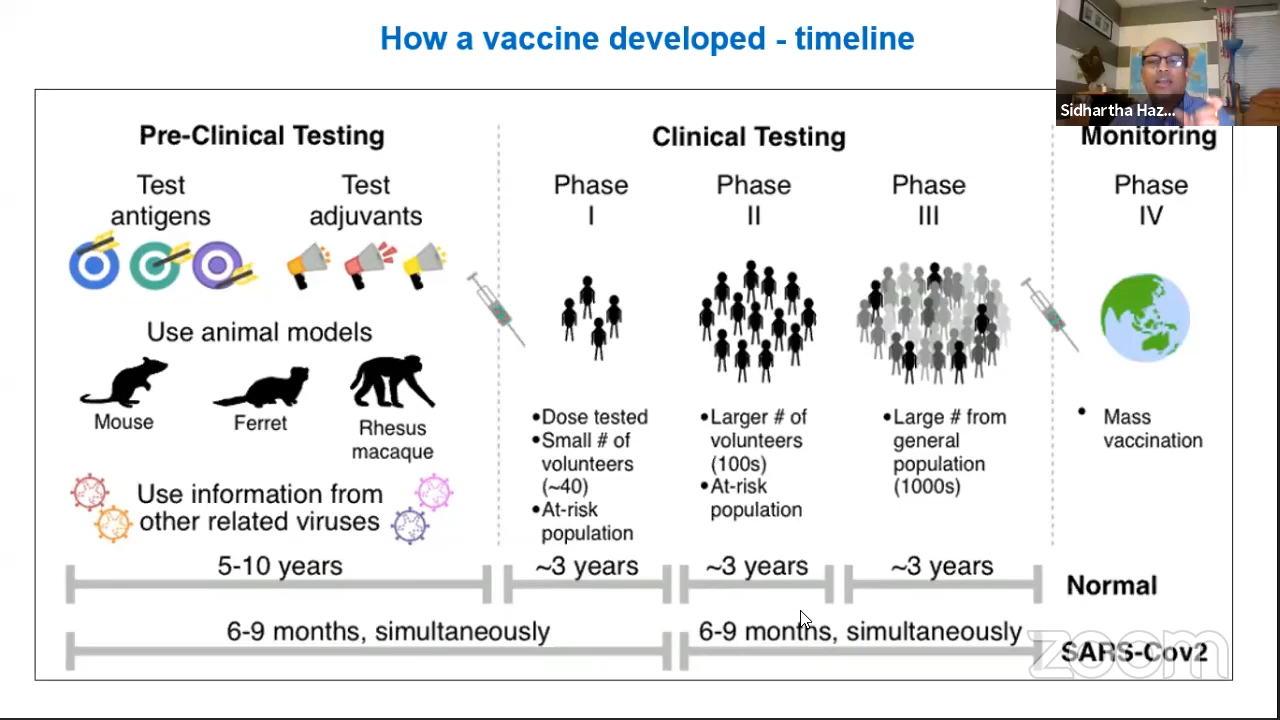 How a vaccine developed - timeline
Sidhartha Haz...
Pre-Clinical Testing
Clinical Testing
Monitoring
Test
antigens
Test
adjuvants
Phase
I
Phase
II
Phase
III
Phase
IV
Use animal models
Mouse
Ferret
Rhesus
macaque
Use information from
other related viruses
•Dose tested
•Small # of
volunteers
(~40)
•At-risk
population
•Larger # of
volunteers
(100s)
•At-risk
population
•Large # from
general
population
(1000s)
• Mass
vaccination
5-10 years
~3 years
~3 years
~3 years
Normal
6-9 months, simultaneously
6-9 months, simultaneously
SARS-Cov2
zoom